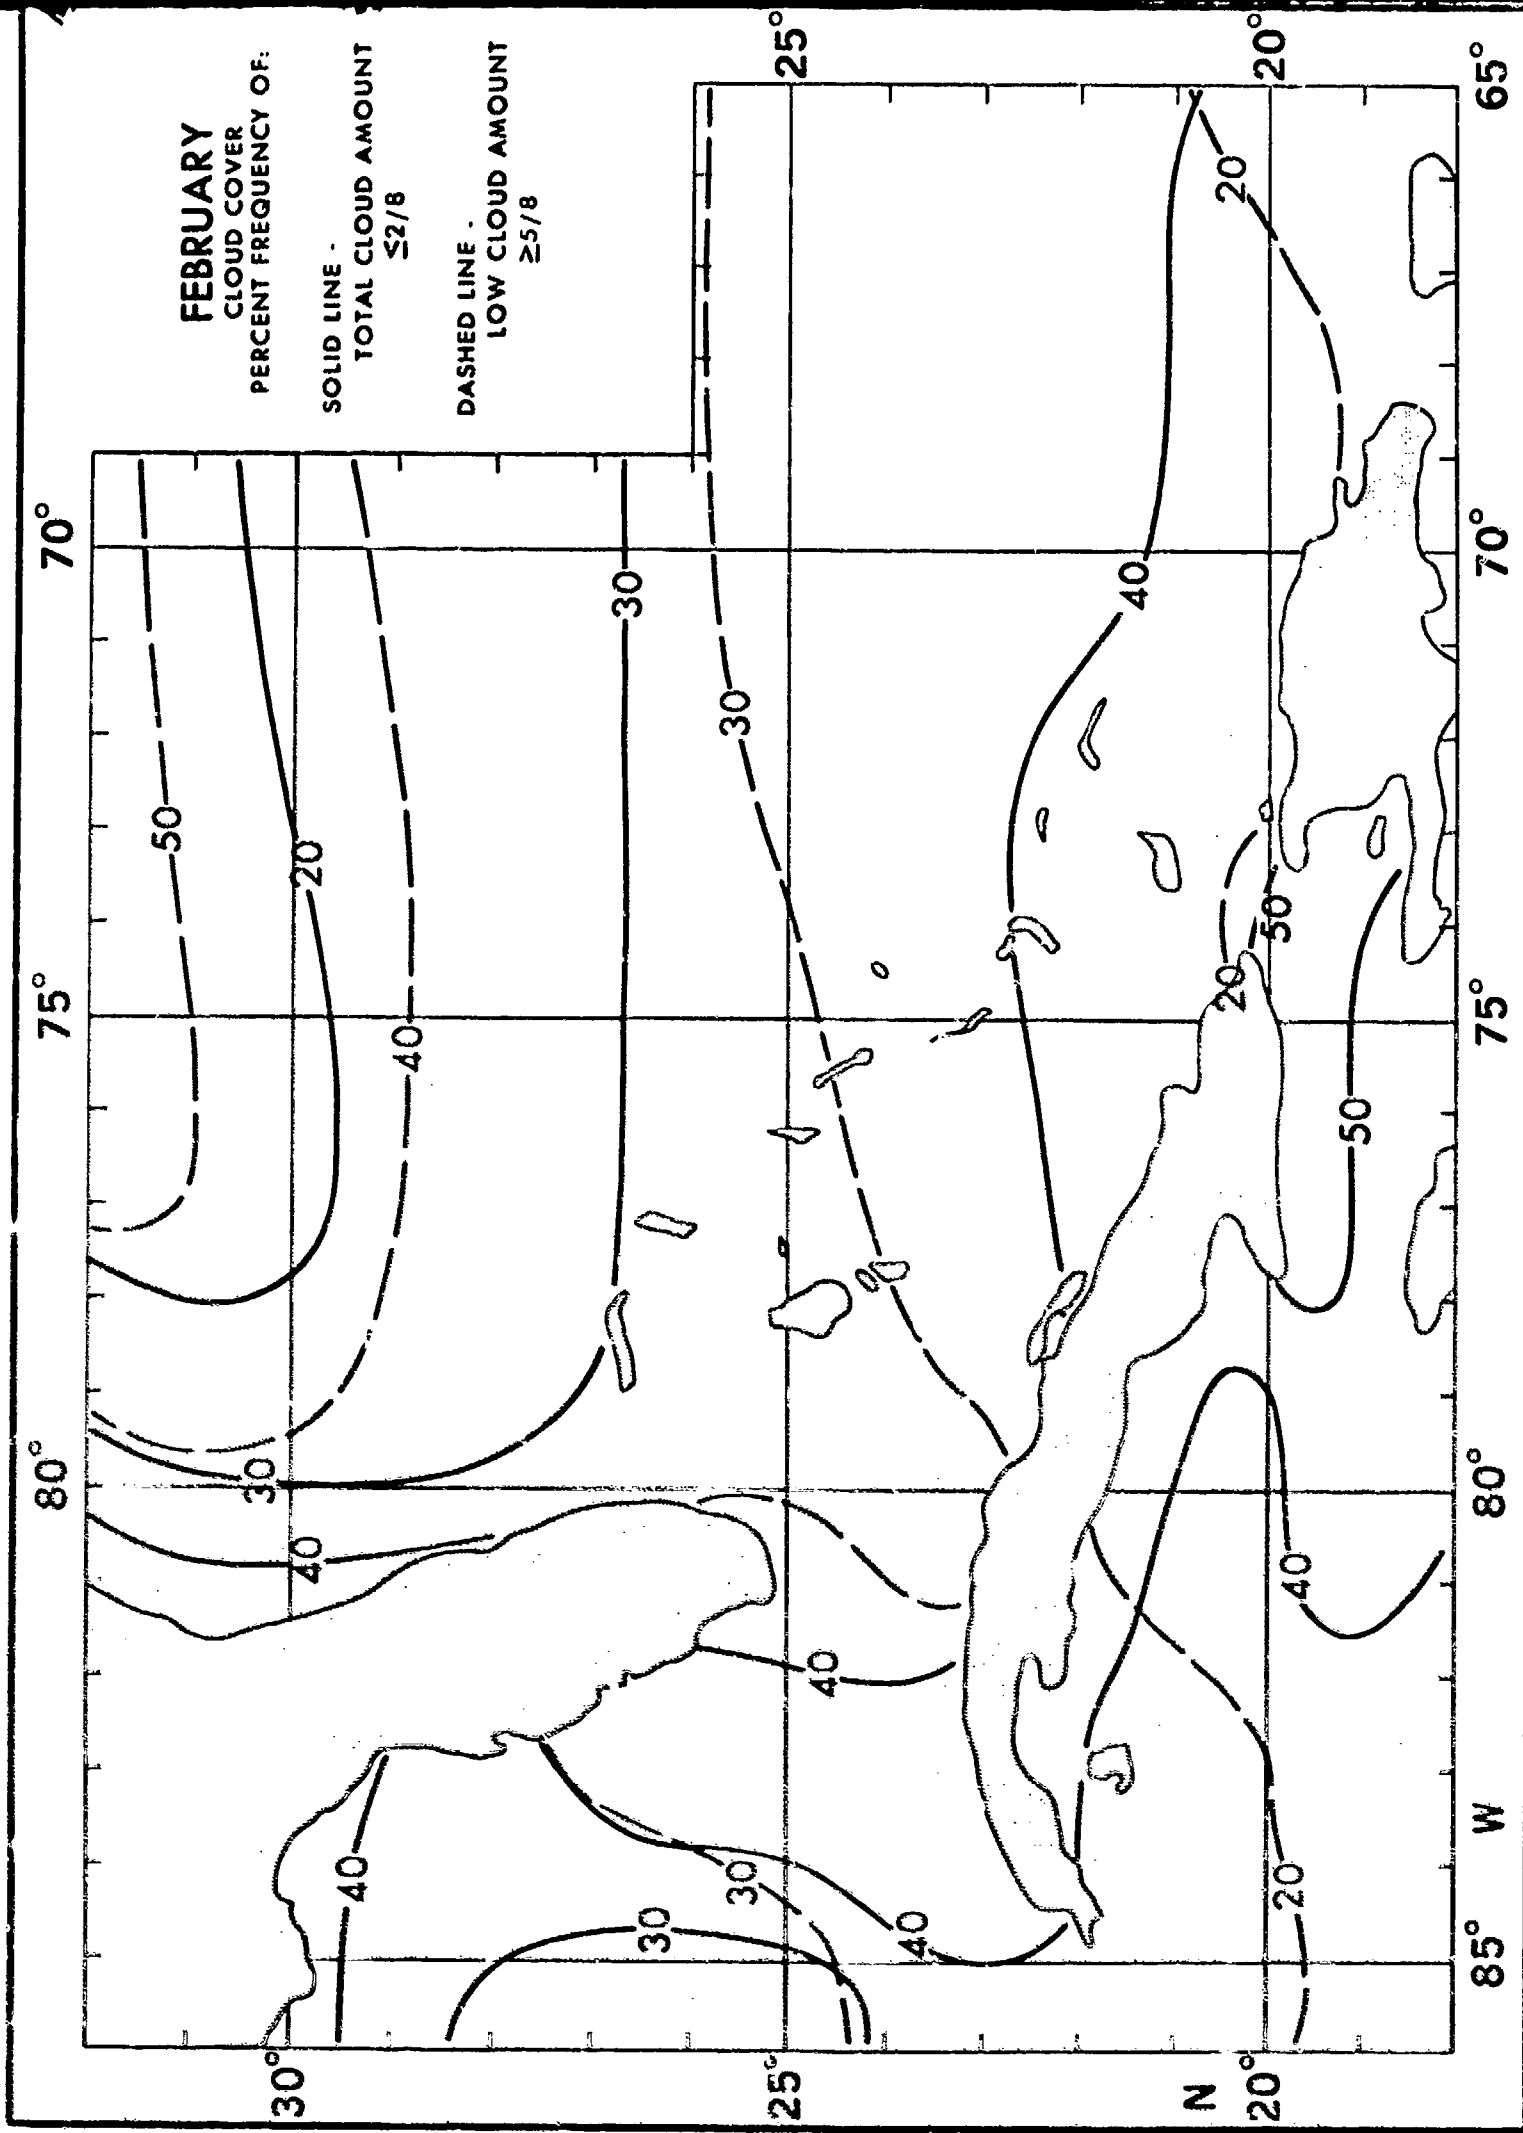 FEBRUARY
CLOUD COVER
PERCENT FREQUENCY OF:
SOLID LINE -
TOTAL CLOUD AMOUNT
≤2/8
DASHED LINE -
LOW CLOUD AMOUNT
≥5/8
80° 75° 70°
50
30
30° 40 20
40
40
30
30
30
30
25° 25°
40
40
40
N 20 20
20° 50 20°
20 40
50
85° W 80° 75° 70° 65°